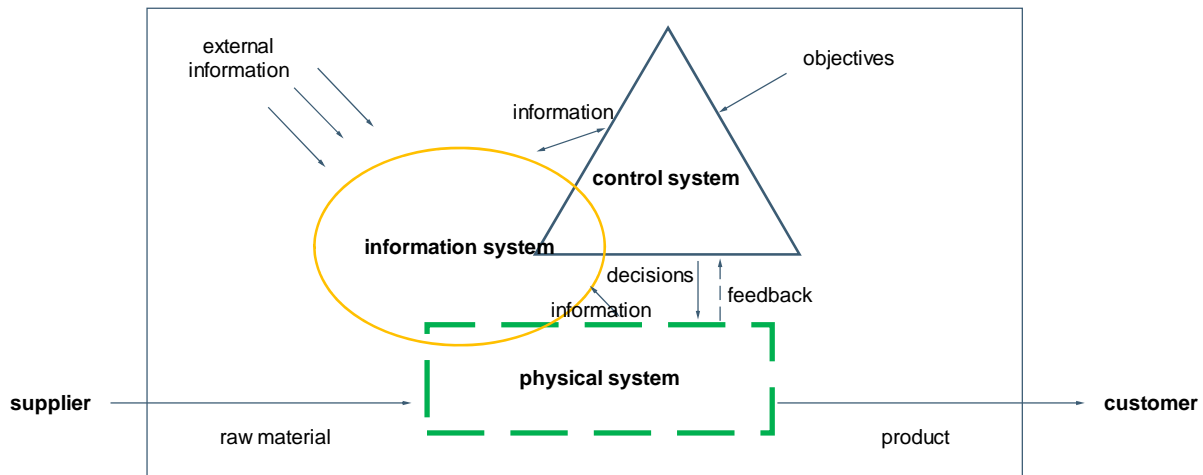 external
information
objectives
information
control system
information system
decisions
feedback
information
physical system
supplier
customer
raw material
product